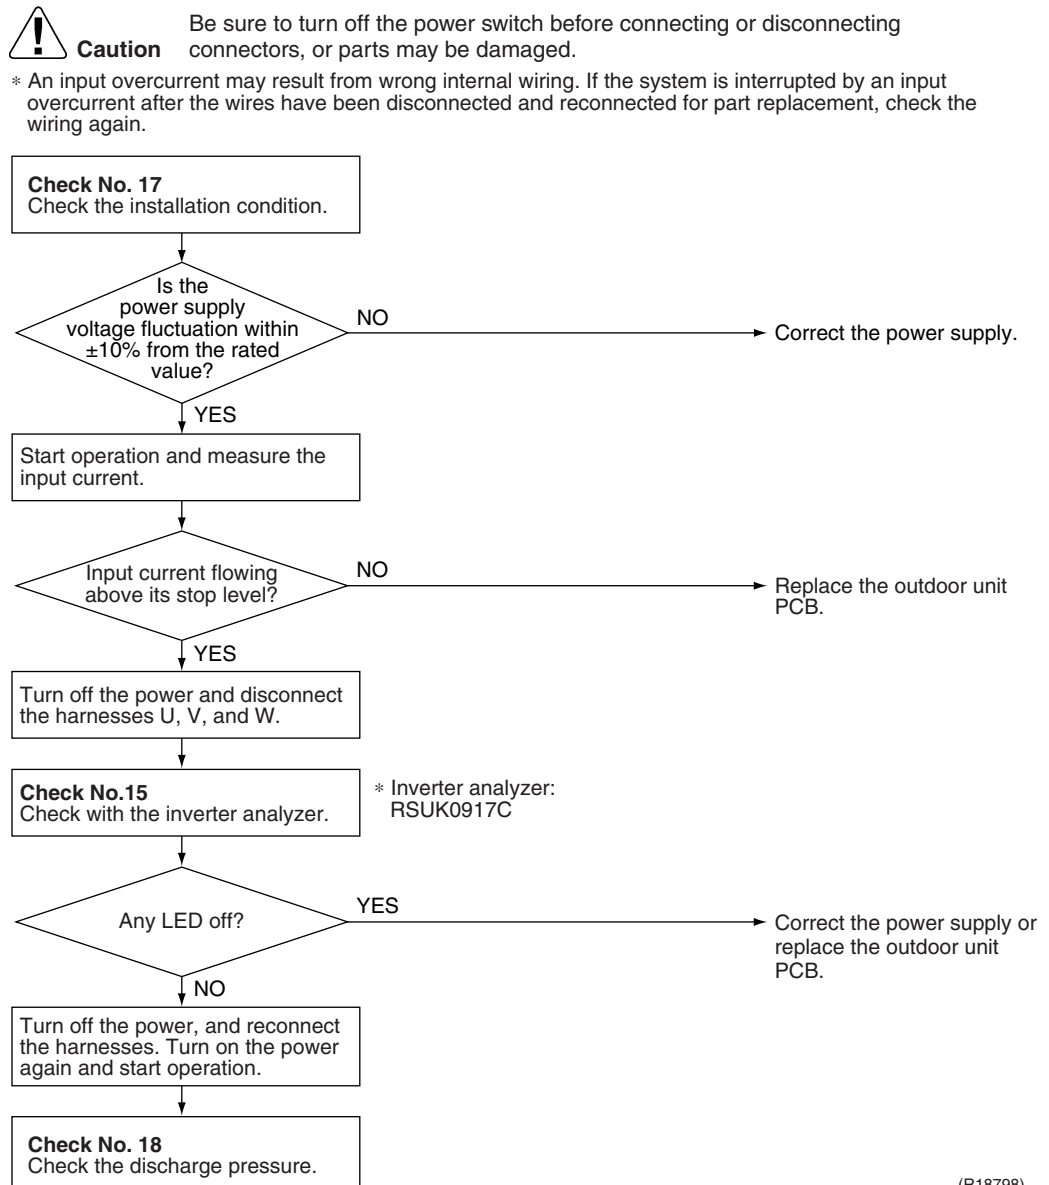 Be sure to turn off the power switch before connecting or disconnecting
Caution connectors, or parts may be damaged.
* An input overcurrent may result from wrong internal wiring. If the system is interrupted by an input
overcurrent after the wires have been disconnected and reconnected for part replacement, check the
wiring again.
Check No. 17
Check the installation condition.
Is the
power supply
voltage fluctuation within
±10% from the rated
value?
NO
Correct the power supply.
YES
Start operation and measure the
input current.
Input current flowing
above its stop level?
NO
Replace the outdoor unit
PCB.
YES
Turn off the power and disconnect
the harnesses U, V, and W.
Check No.15
Check with the inverter analyzer.
* Inverter analyzer:
RSUK0917C
Any LED off?
YES
Correct the power supply or
replace the outdoor unit
PCB.
NO
Turn off the power, and reconnect
the harnesses. Turn on the power
again and start operation.
Check No. 18
Check the discharge pressure.
(R18798)